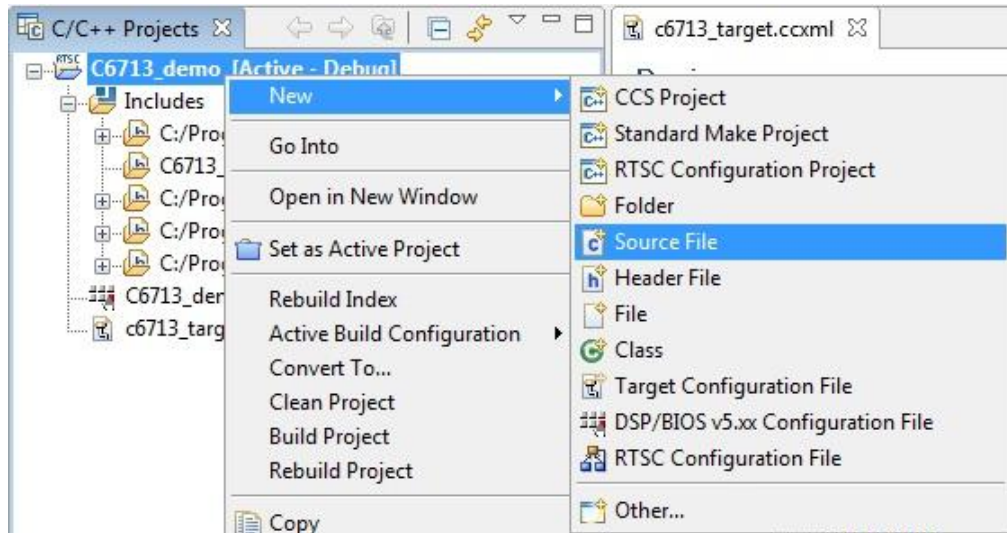 C/C++ Projects
c6713_target.ccxml
RTSC
C6713_demo [Active - Debug]
Includes
C:/Pro
C6713_
C:/Pro
C:/Pro
C:/Pro
C6713_der
c6713_targ
New
Go Into
Open in New Window
Set as Active Project
Rebuild Index
Active Build Configuration
Convert To...
Clean Project
Build Project
Rebuild Project
Copy
CCS Project
Standard Make Project
RTSC Configuration Project
Folder
Source File
Header File
File
Class
Target Configuration File
DSP/BIOS v5.xx Configuration File
RTSC Configuration File
Other...